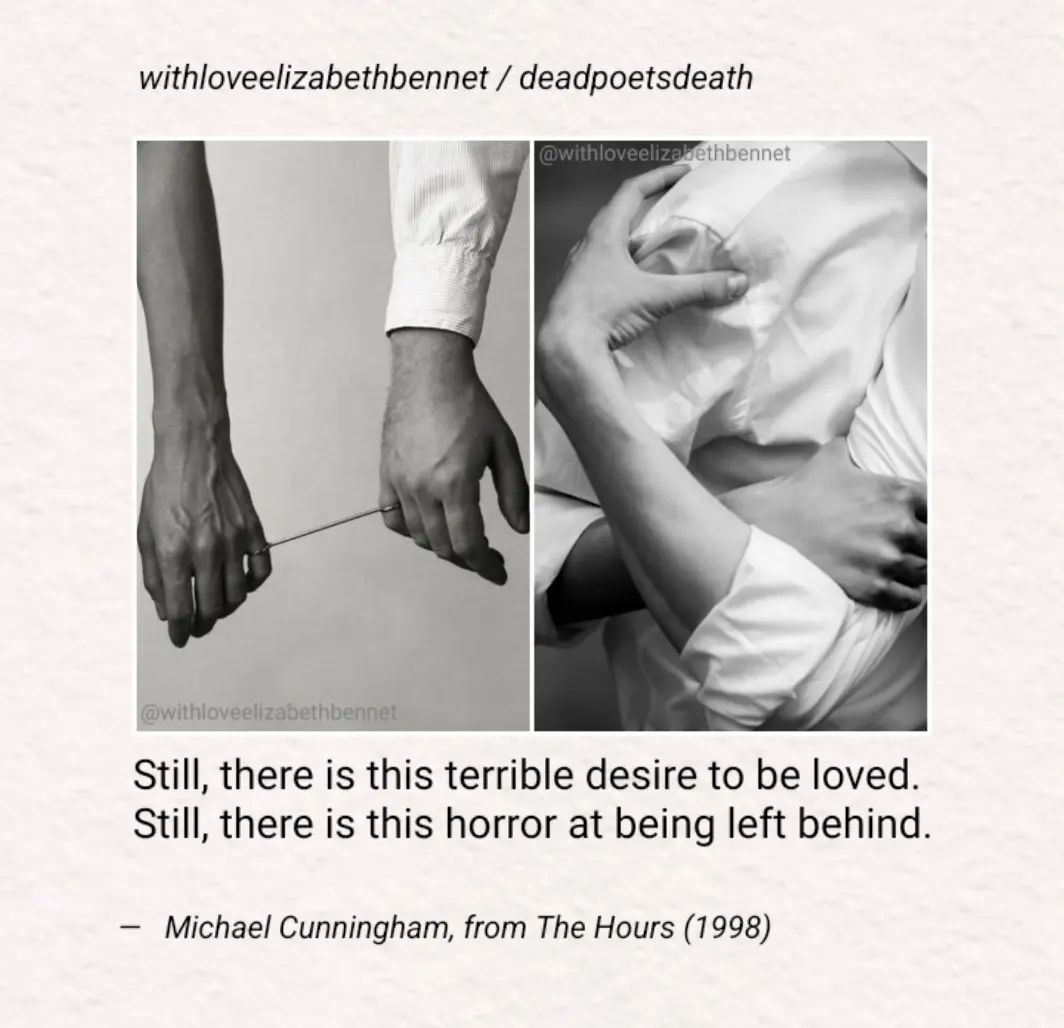 withloveelizabethbennet / deadpoetsdeath
@withloveelizabethbennet
@withloveelizabethbennet
Still, there is this terrible desire to be loved.
Still, there is this horror at being left behind.
— Michael Cunningham, from The Hours (1998)